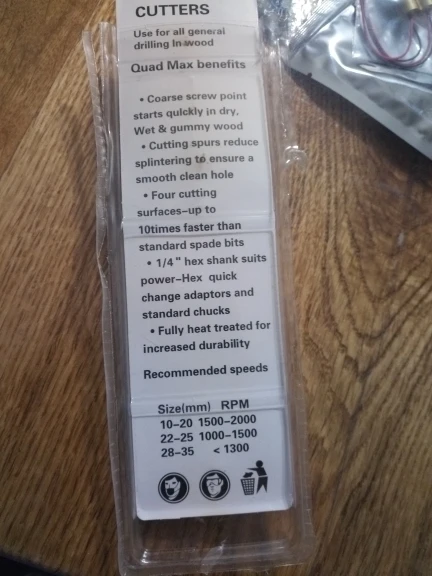 CUTTERS
Use for all general
drilling In wood
Quad Max benefits
• Coarse screw point
starts quickly in dry,
Wet & gummy wood
• Cutting spurs reduce
splintering to ensure a
smooth clean hole
• Four cutting
surfaces-up to
10times faster than
standard spade bits
• 1/4" hex shank suits
power-Hex quick
change adaptors and
standard chucks
• Fully heat treated for
increased durability
Recommended speeds
Size(mm) RPM
10-20 1500-2000
22-25 1000-1500
28-35 < 1300